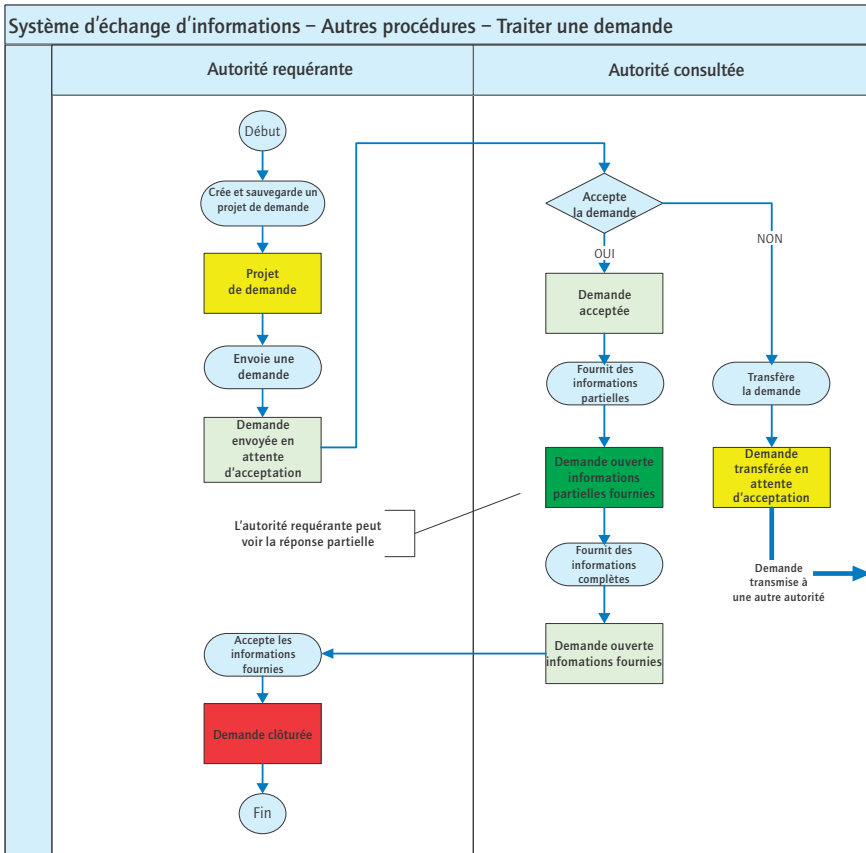 Système d'échange d'informations – Autres procédures – Traiter une demande
Autorité requérante
Autorité consultée
Début
Crée et sauvegarde un
projet de demande
Projet
de demande
Envoie une
demande
Demande
envoyée en
attente
d'acceptation
Accepte
la demande
OUI
NON
Demande
acceptée
Fournit des
informations
partielles
Transfère
la demande
Demande ouverte
informations
partielles fournies
Demande
transférée en
attente
d'acceptation
L'autorité requérante peut
voir la réponse partielle
Fournit des
informations
complètes
Demande
transmise à
une autre autorité
Demande ouverte
infomations fournies
Accepte les
informations
fournies
Demande clôturée
Fin